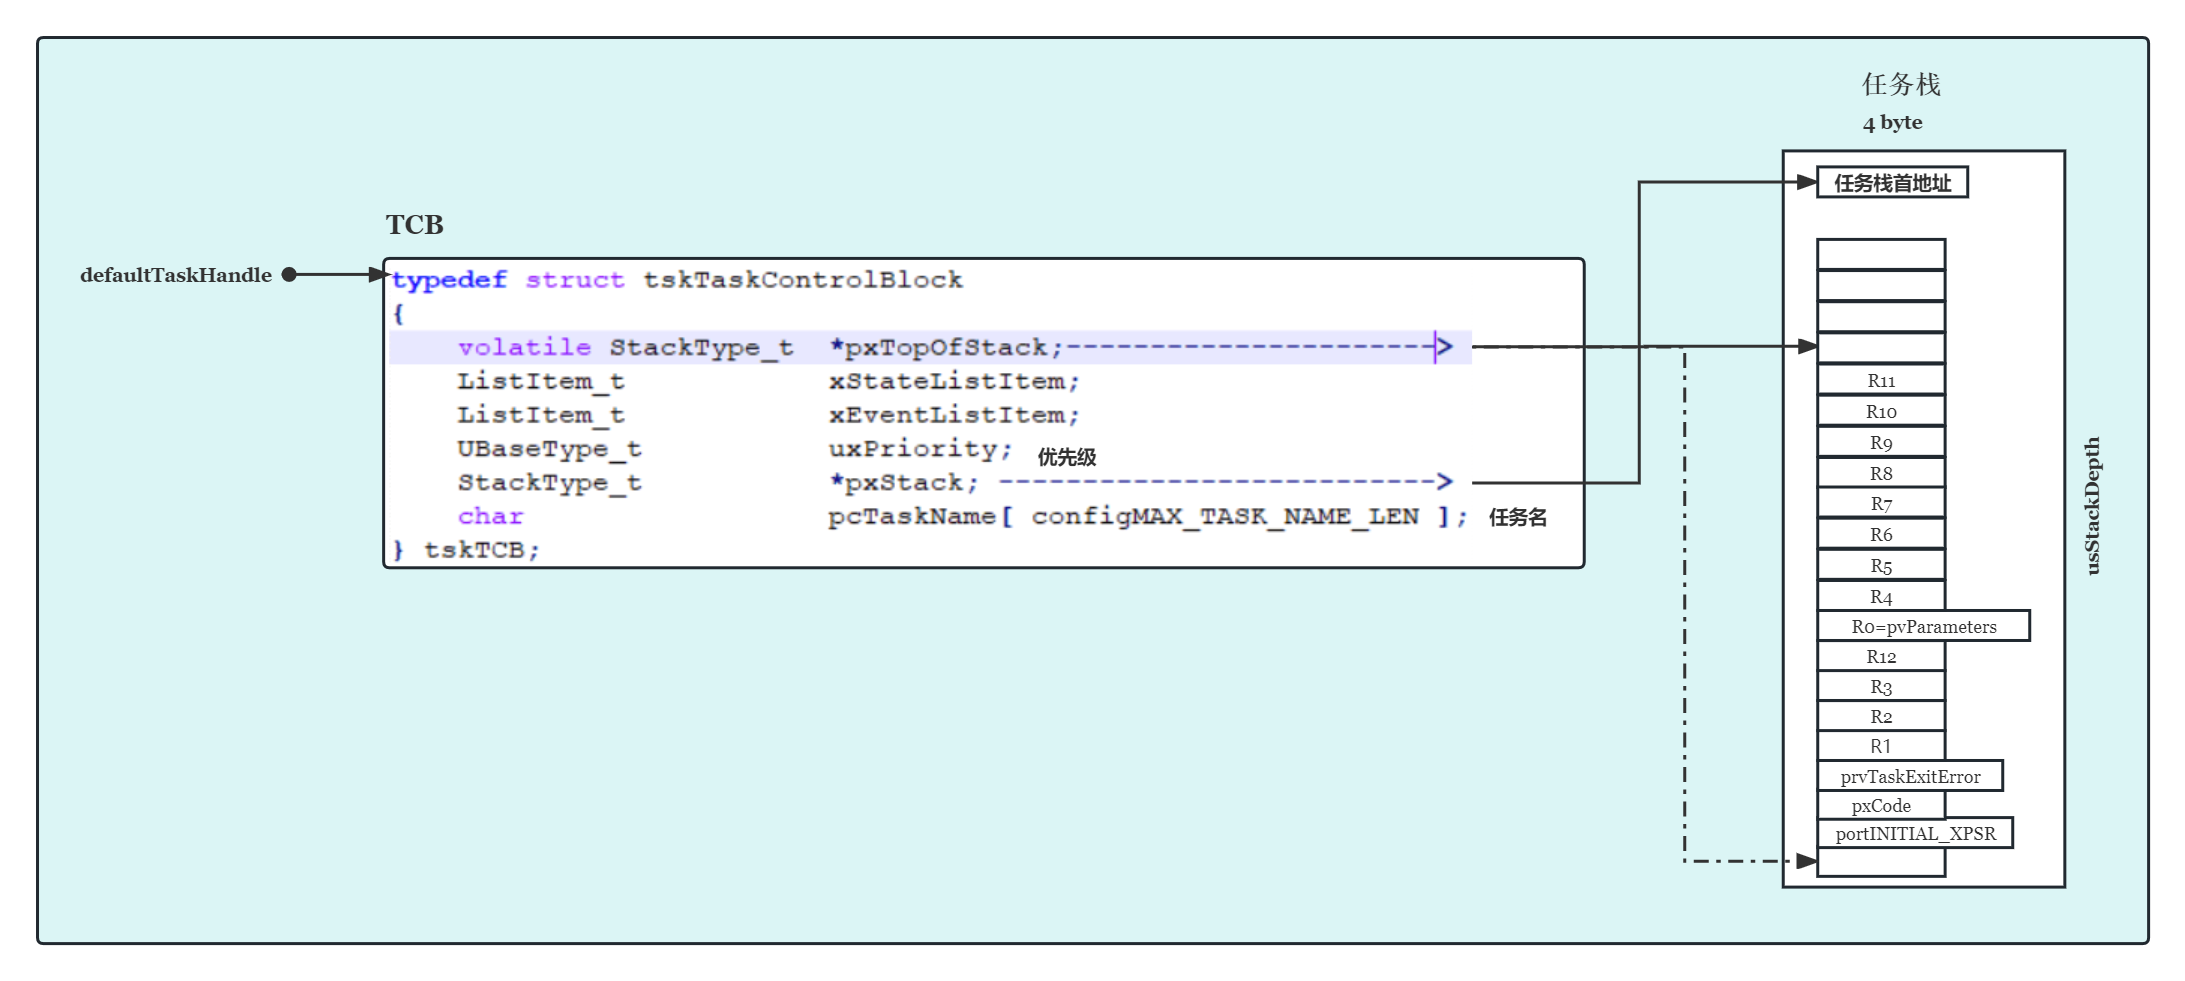 任务栈
4 byte
任务栈首地址
TCB
defaultTaskHandle
typedef struct tskTaskControlBlock
{
volatile StackType_t *pxTopOfStack;----------------------->
ListItem_t xStateListItem;
ListItem_t xEventListItem;
UBaseType_t uxPriority; 优先级
StackType_t *pxStack; -------------------------->
char pcTaskName[ configMAX_TASK_NAME_LEN ]; 任务名
} tskTCB;
R11
R10
R9
R8
R7
R6
R5
R4
R0=pvParameters
R12
R3
R2
R1
prvTaskExitError
pxCode
portINITIAL_XPSR
usStackDepth